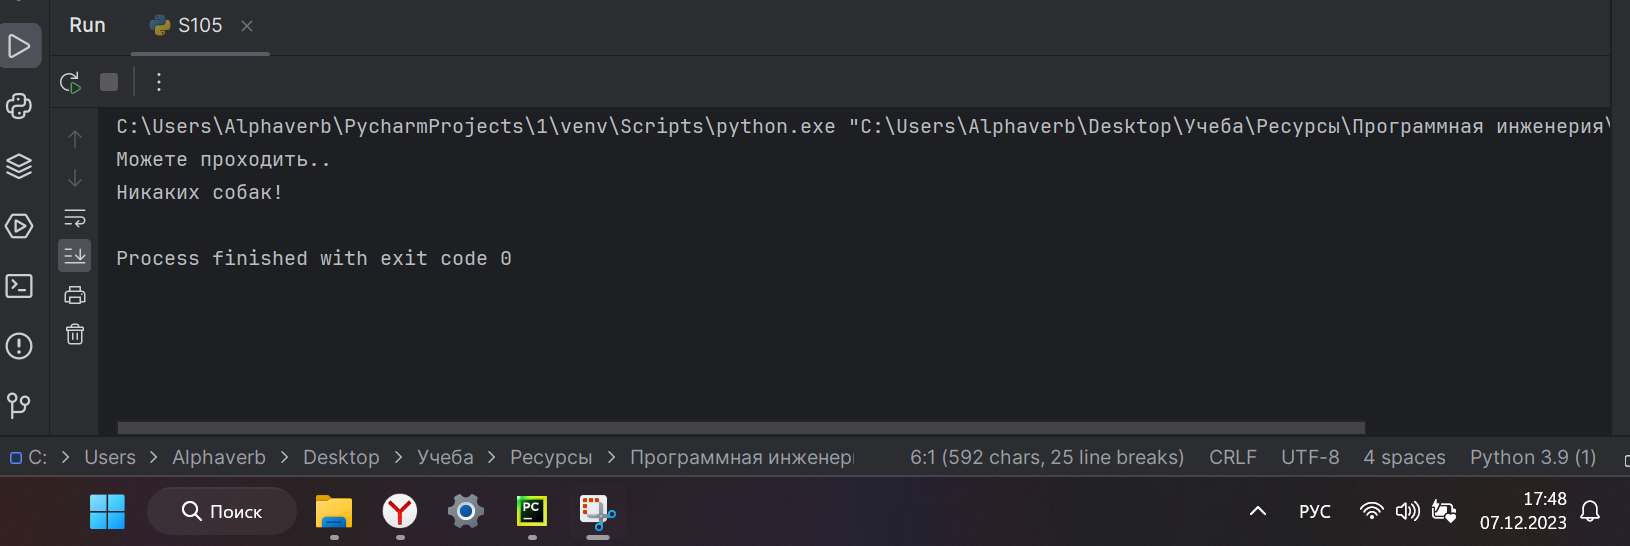 Run S105
C:\Users\Alphaverb\PycharmProjects\1\venv\Scripts\python.exe "C:\Users\Alphaverb\Desktop\Учеба\Ресурсы\Программная инженерия\
Можете проходить..
Никаких собак!
Process finished with exit code 0
C: > Users > Alphaverb > Desktop > Учеба > Ресурсы > Программная инженери 6:1 (592 chars, 25 line breaks) CRLF UTF-8 4 spaces Python 3.9 (1)
Поиск PC РУС 17:48
07.12.2023